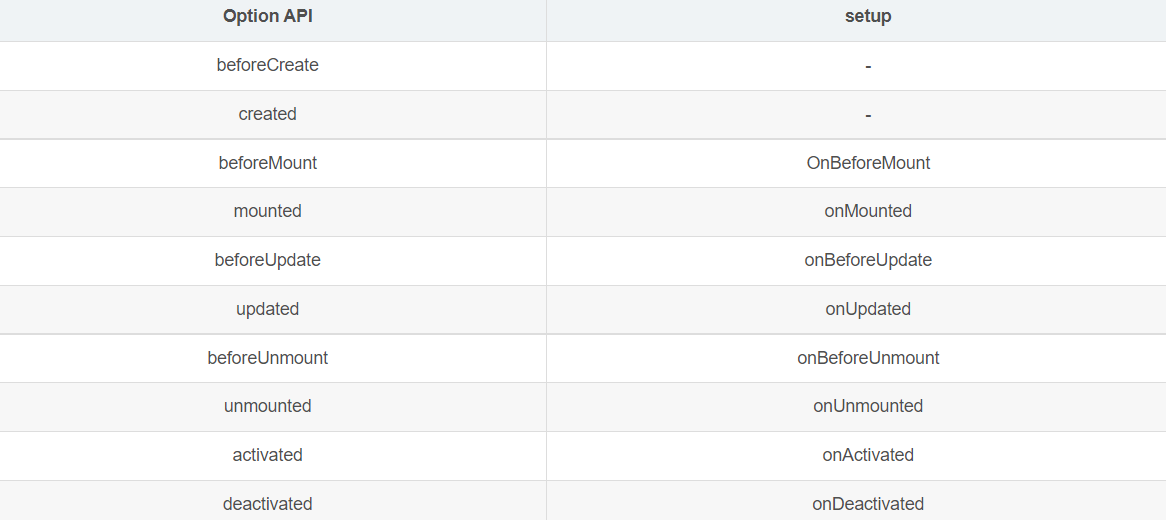 Option API setup
beforeCreate -
created -
beforeMount OnBeforeMount
mounted onMounted
beforeUpdate onBeforeUpdate
updated onUpdated
beforeUnmount onBeforeUnmount
unmounted onUnmounted
activated onActivated
deactivated onDeactivated